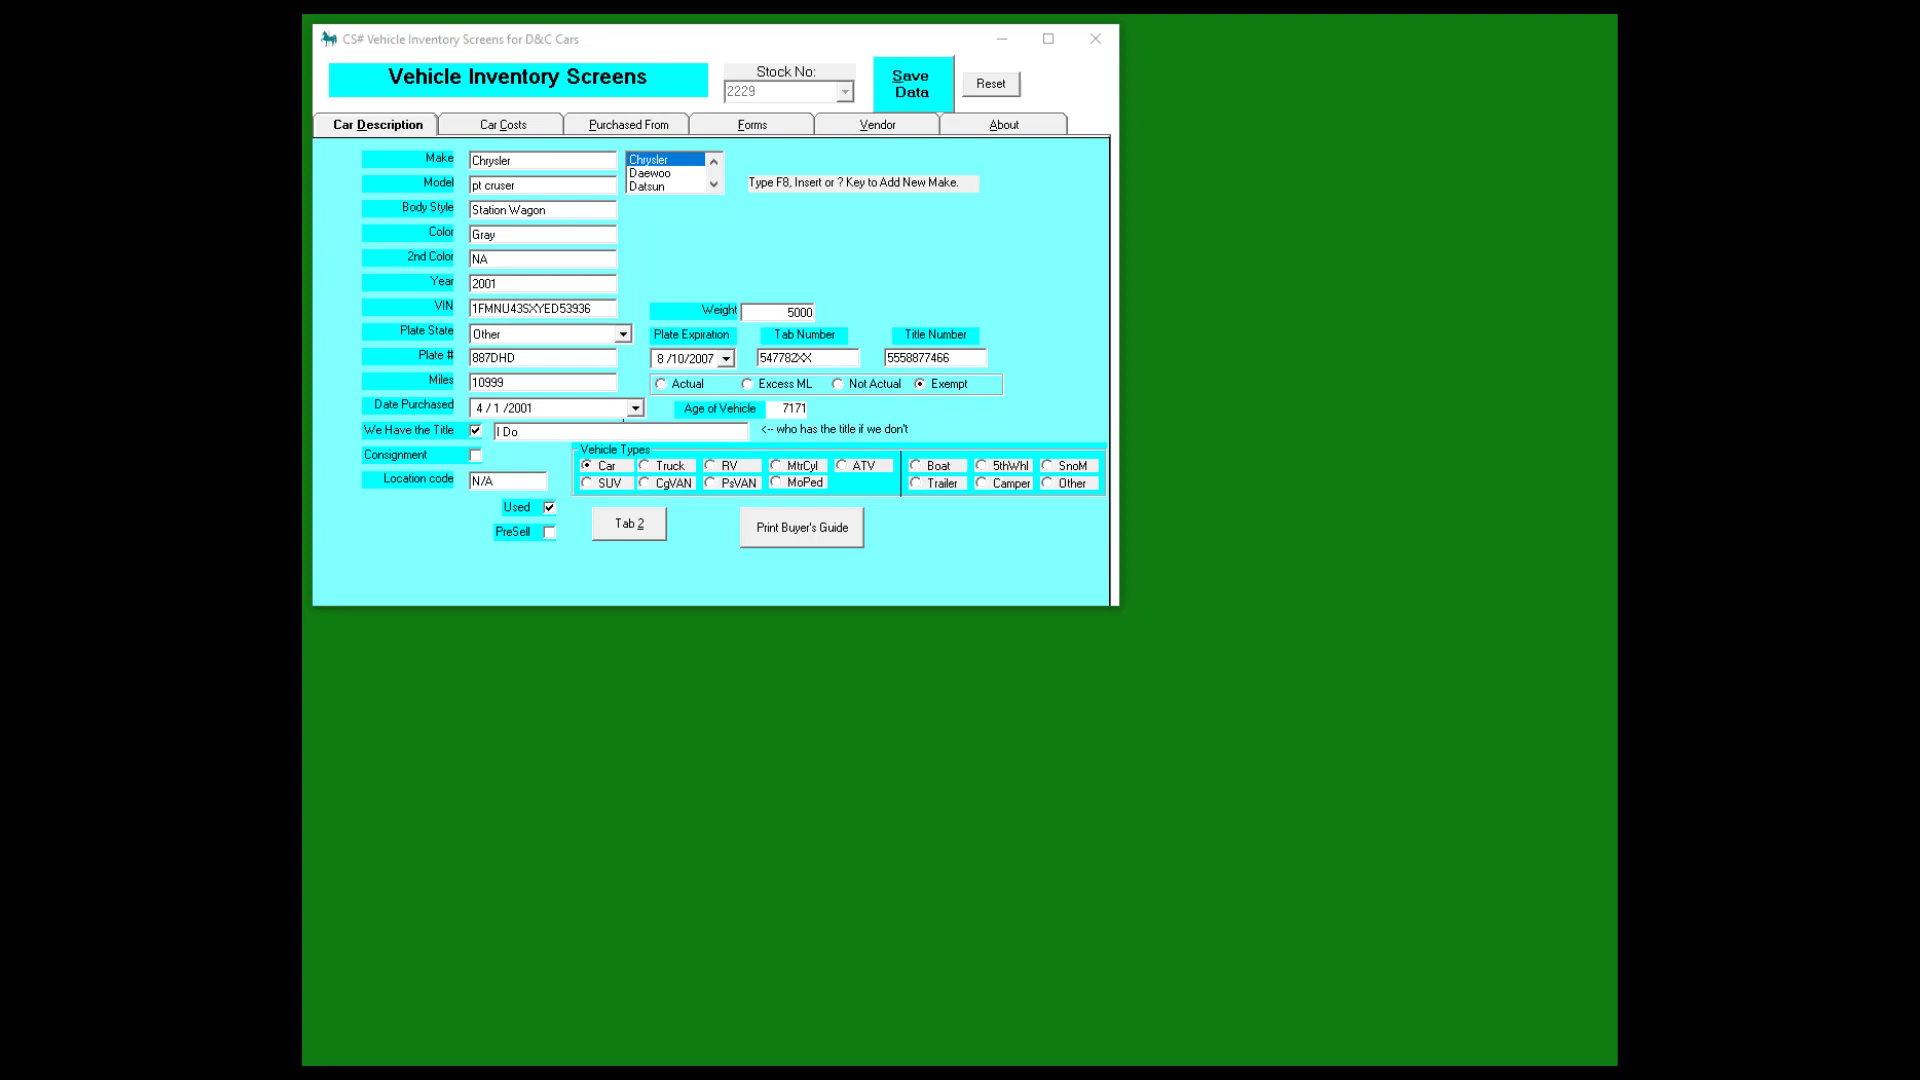 CS# Vehicle Inventory Screens for D&C Cars
Vehicle Inventory Screens
Stock No:
2229
Save
Data
Reset
Car Description
Car Costs
Purchased From
Forms
Vendor
About
Make
Chrysler
Chrysler
Daewoo
Datsun
Model
pt cruser
Type F8, Insert or ? Key to Add New Make.
Body Style
Station Wagon
Color
Gray
2nd Color
NA
Year
2001
VIN
1FMNU43SXYED53936
Weight
5000
Plate State
Other
Plate Expiration
Tab Number
Title Number
Plate #
887DHD
8 /10/2007
547782XX
5558877466
Miles
10999
Actual
Excess ML
Not Actual
Exempt
Date Purchased
4 / 1 /2001
Age of Vehicle
7171
We Have the Title
I Do
<-- who has the title if we don't
Consignment
Vehicle Types
Car
Truck
RV
MtrCyl
ATV
Boat
5thWhl
SnoM
SUV
CgVAN
PsVAN
MoPed
Trailer
Camper
Other
Location code
N/A
Used
PreSell
Tab 2
Print Buyer's Guide